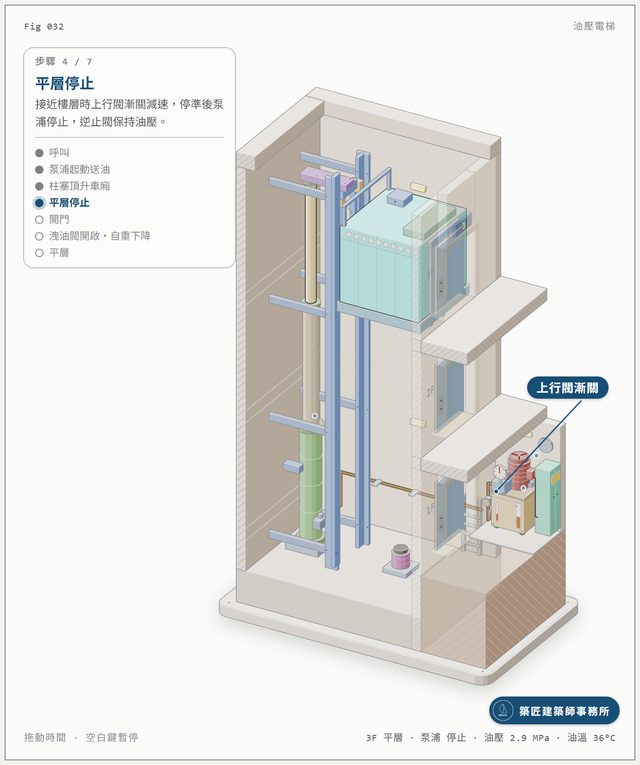 Fig 032
油壓電梯
步驟 4 / 7
平層停止
接近樓層時上行閥漸關減速，停準後泵
浦停止，逆止閥保持油壓。
呼叫
泵浦起動送油
柱塞頂升車廂
平層停止
開門
洩油閥開啟・自重下降
平層
3F
2F
上行閥漸關
1F
築匠建築師事務所
拖動時間 · 空白鍵暫停
3F 平層 · 泵浦 停止 · 油壓 2.9 MPa · 油溫 36°C